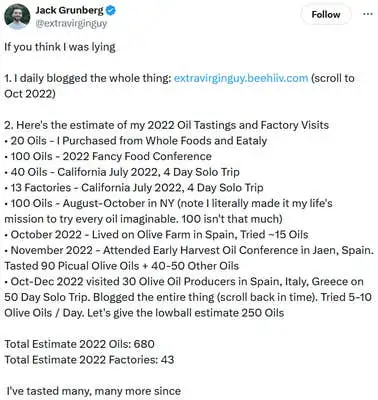 Jack Grunberg
@extravirginguy
Follow
If you think I was lying
1. I daily blogged the whole thing: extravirginguy.beehiiv.com (scroll to
Oct 2022)
2. Here's the estimate of my 2022 Oil Tastings and Factory Visits
• 20 Oils - I Purchased from Whole Foods and Eataly
• 100 Oils - 2022 Fancy Food Conference
• 40 Oils - California July 2022, 4 Day Solo Trip
• 13 Factories - California July 2022, 4 Day Solo Trip
• 100 Oils - August-October in NY (note I literally made it my life's
mission to try every oil imaginable. 100 isn't that much)
• October 2022 - Lived on Olive Farm in Spain, Tried ~15 Oils
• November 2022 - Attended Early Harvest Oil Conference in Jaen, Spain.
Tasted 90 Picual Olive Oils + 40-50 Other Oils
• Oct-Dec 2022 visited 30 Olive Oil Producers in Spain, Italy, Greece on
50 Day Solo Trip. Blogged the entire thing (scroll back in time). Tried 5-10
Olive Oils / Day. Let's give the lowball estimate 250 Oils
Total Estimate 2022 Oils: 680
Total Estimate 2022 Factories: 43
I've tasted many, many more since